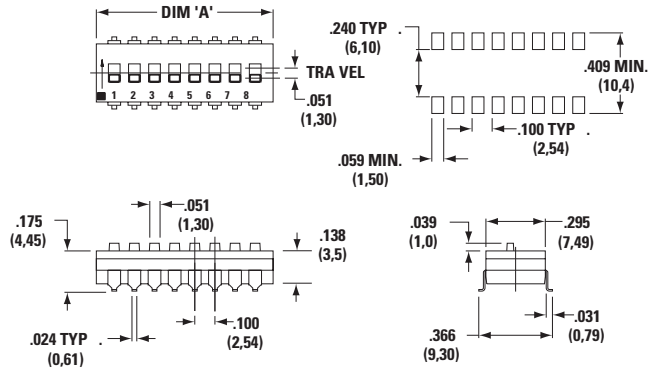 DIM 'A'
TRA VEL
.051
(1,30)
1 2 3 4 5 6 7 8
.240 TYP .
(6,10)
.409 MIN.
(10,4)
.100 TYP .
(2,54)
.059 MIN.
(1,50)
.175
(4,45)
.051
(1,30)
.138
(3,5)
.024 TYP .
(0,61)
.100
(2,54)
.039
(1,0)
.295
(7,49)
.031
(0,79)
.366
(9,30)